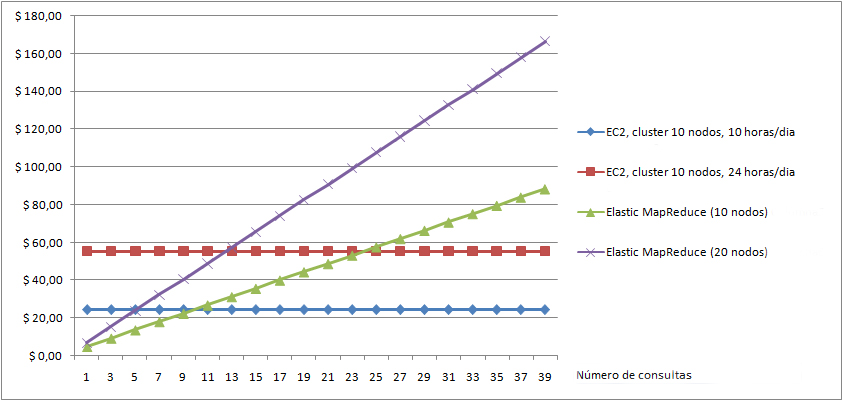 $ 180,00
$ 160,00
$ 140,00
$ 120,00
$ 100,00
$ 80,00
$ 60,00
$ 40,00
$ 20,00
$ 0,00
1 3 5 7 9 11 13 15 17 19 21 23 25 27 29 31 33 35 37 39
Número de consultas
EC2, cluster 10 nodos, 10 horas/dia
EC2, cluster 10 nodos, 24 horas/dia
Elastic MapReduce (10 nodos)
Elastic MapReduce (20 nodos)